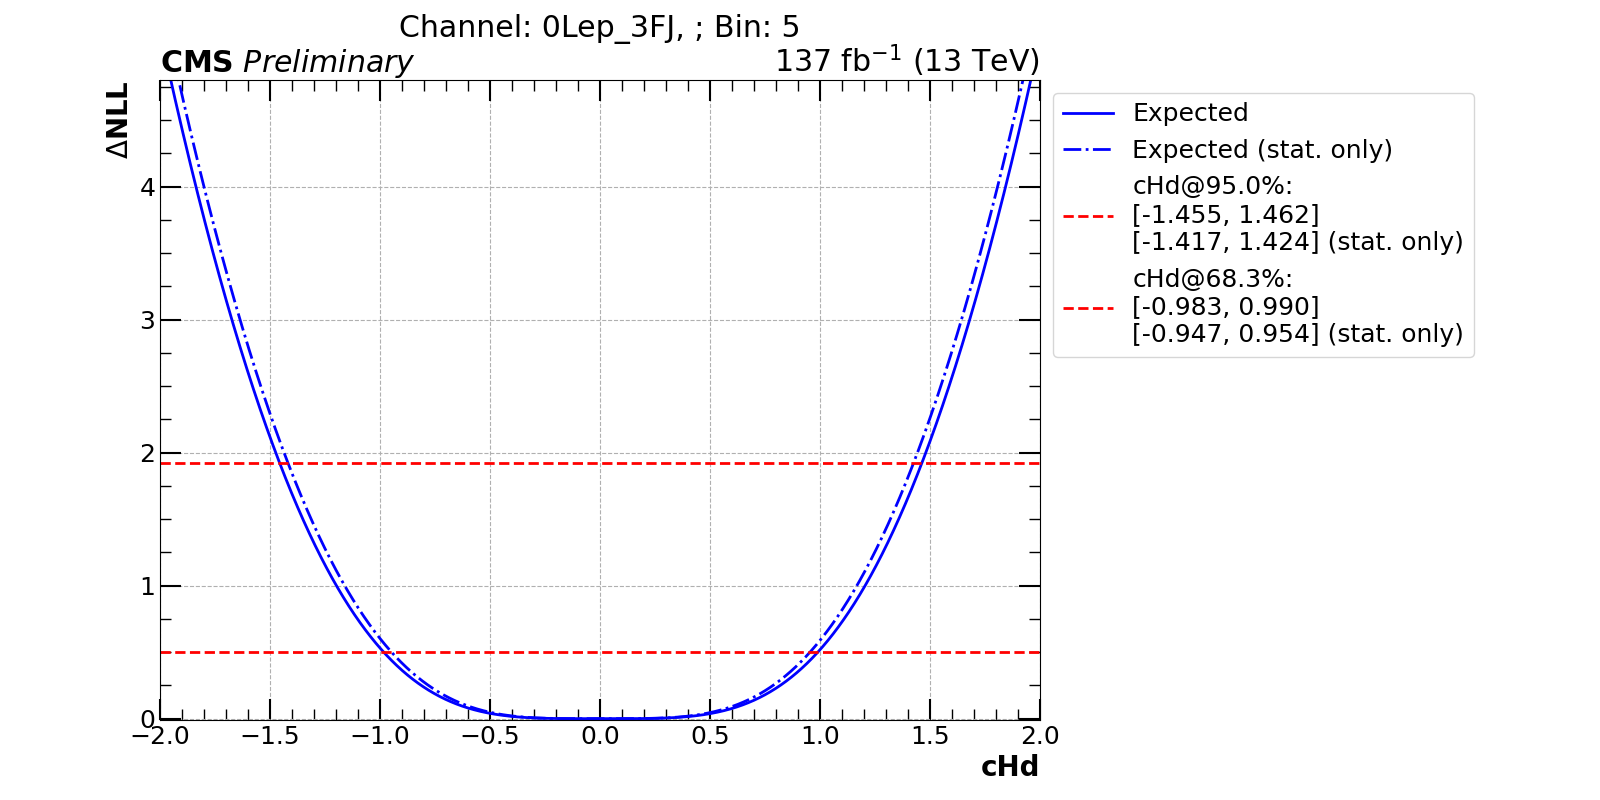 Channel: 0Lep_3FJ, ; Bin: 5
CMS Preliminary
137 fb⁻¹ (13 TeV)
ΔNLL
4
3
2
1
0
−2.0
−1.5
−1.0
−0.5
0.0
0.5
1.0
1.5
2.0
cHd
Expected
Expected (stat. only)
cHd@95.0%:
[-1.455, 1.462]
[-1.417, 1.424] (stat. only)
cHd@68.3%:
[-0.983, 0.990]
[-0.947, 0.954] (stat. only)